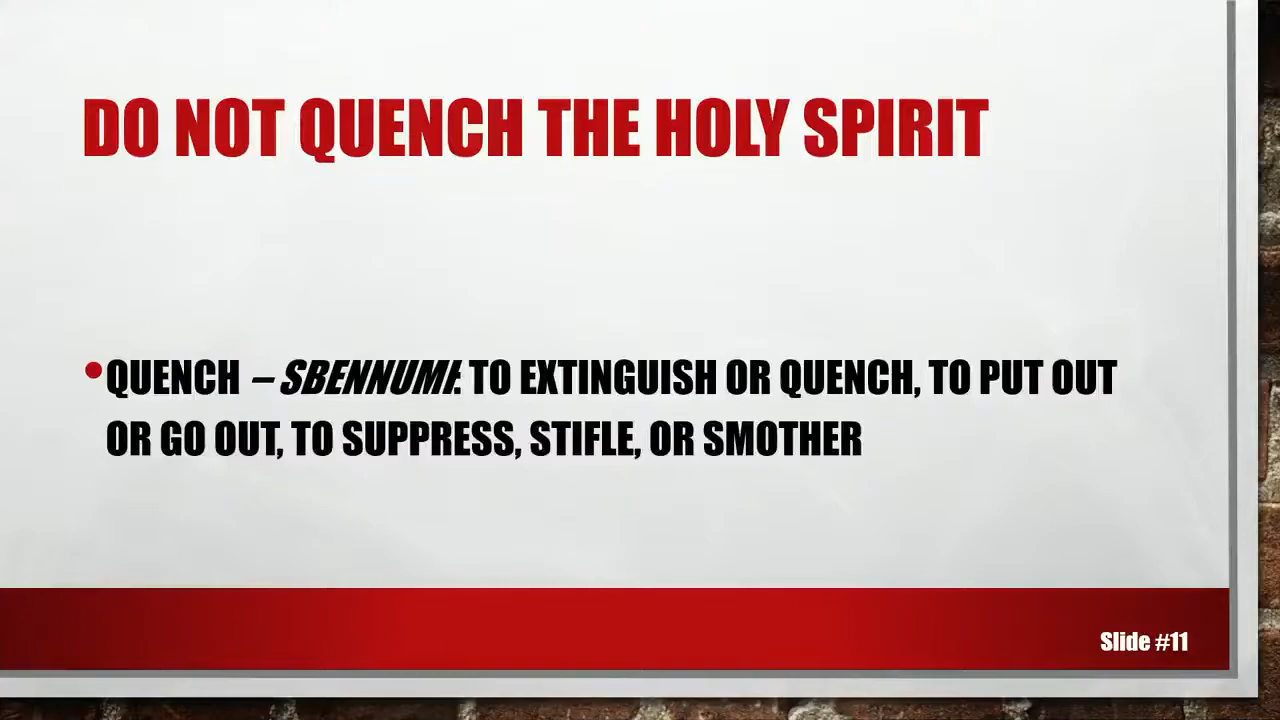 DO NOT QUENCH THE HOLY SPIRIT
•QUENCH – SBENNUMI: TO EXTINGUISH OR QUENCH, TO PUT OUT
OR GO OUT, TO SUPPRESS, STIFLE, OR SMOTHER
Slide #11